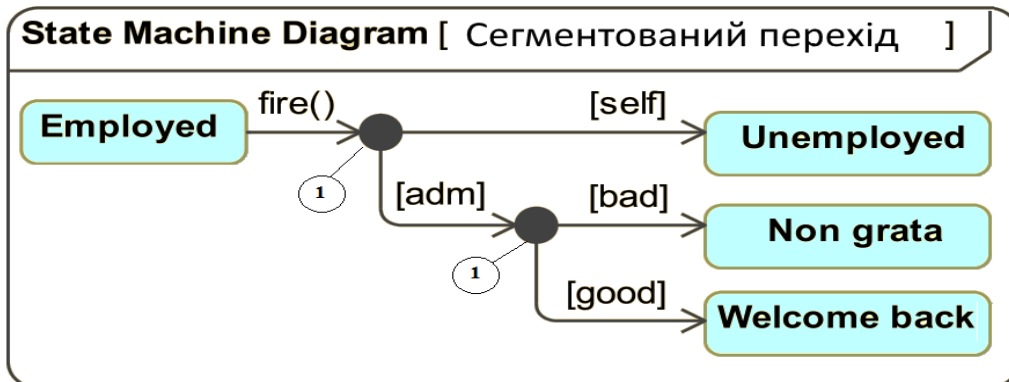 State Machine Diagram [ Сегментований перехід ]
fire() [self]
Employed Unemployed
1 [adm] [bad]
Non grata
1 [good]
Welcome back